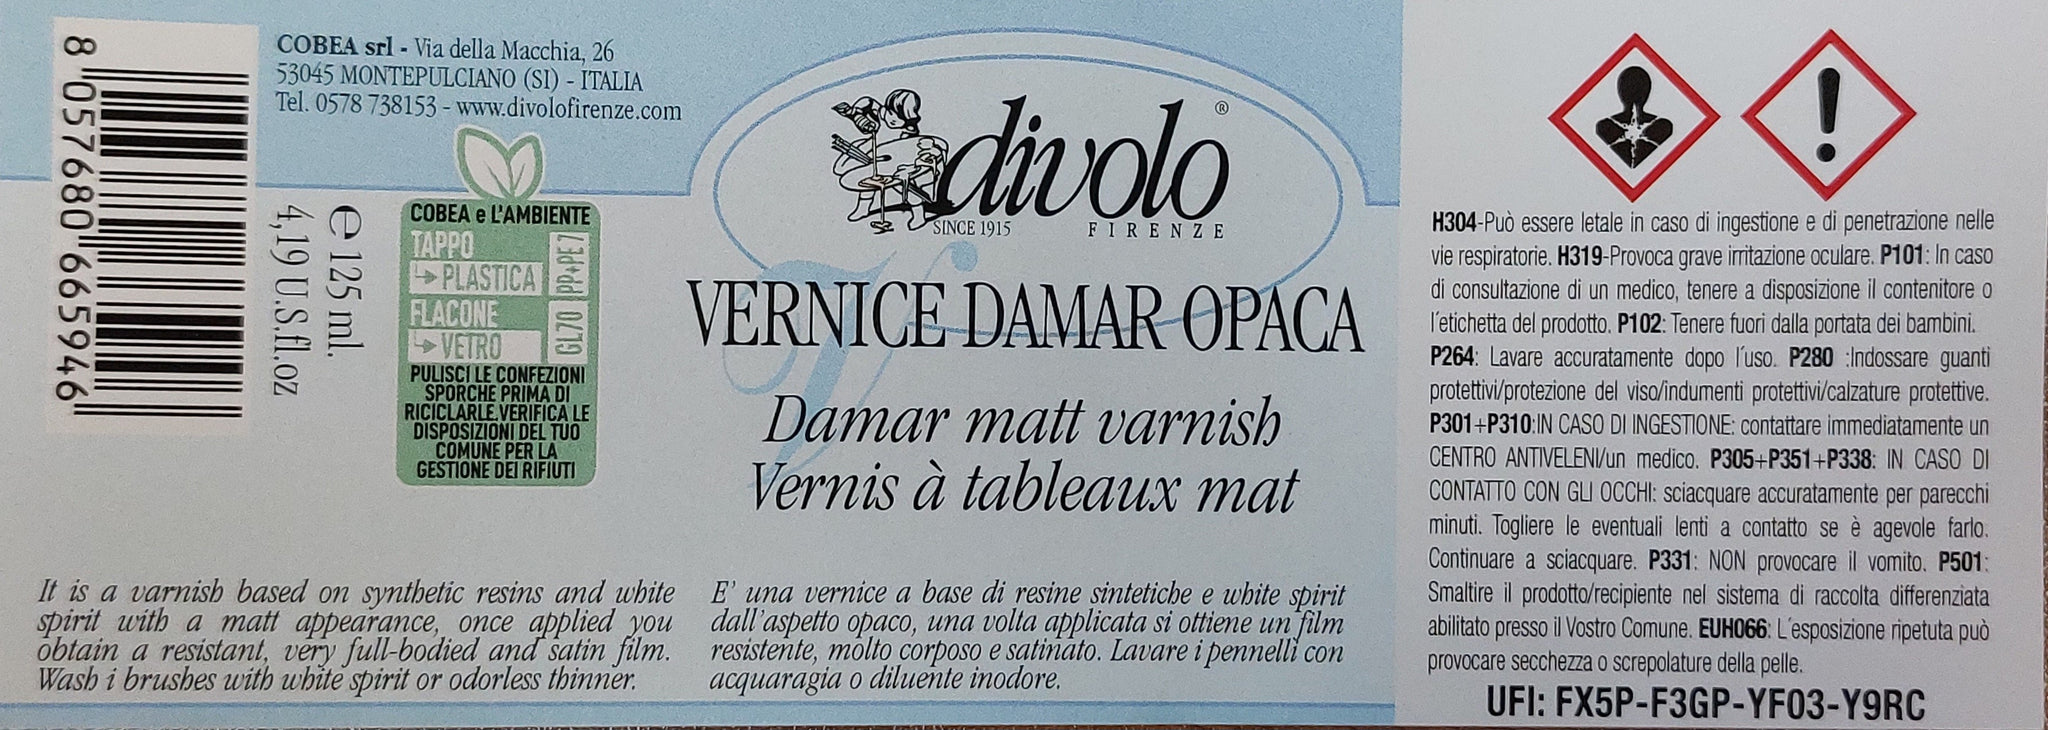 8 057680 665946
COBEA srl - Via della Macchia, 26
53045 MONTEPULCIANO (SI) - ITALIA
Tel. 0578 738153 - www.divolofirenze.com
e 125 ml.
4,19 U.S.fl.oz
COBEA e L'AMBIENTE
TAPPO
PLASTICA
PP+PE7
FLACONE
VETRO
GL70
PULISCI LE CONFEZIONI
SPORCHE PRIMA DI
RICICLARLE.VERIFICA LE
DISPOSIZIONI DEL TUO
COMUNE PER LA
GESTIONE DEI RIFIUTI
divolo®
SINCE 1915 FIRENZE
VERNICE DAMAR OPACA
Damar matt varnish
Vernis à tableaux mat
It is a varnish based on synthetic resins and white
spirit with a matt appearance, once applied you
obtain a resistant, very full-bodied and satin film.
Wash i brushes with white spirit or odorless thinner.
E' una vernice a base di resine sintetiche e white spirit
dall'aspetto opaco, una volta applicata si ottiene un film
resistente, molto corposo e satinato. Lavare i pennelli con
acquaragia o diluente inodore.
H304-Può essere letale in caso di ingestione e di penetrazione nelle
vie respiratorie. H319-Provoca grave irritazione oculare. P101: In caso
di consultazione di un medico, tenere a disposizione il contenitore o
l´etichetta del prodotto. P102: Tenere fuori dalla portata dei bambini.
P264: Lavare accuratamente dopo l´uso. P280 :Indossare guanti
protettivi/protezione del viso/indumenti protettivi/calzature protettive.
P301+P310:IN CASO DI INGESTIONE: contattare immediatamente un
CENTRO ANTIVELENI/un medico. P305+P351+P338: IN CASO DI
CONTATTO CON GLI OCCHI: sciacquare accuratamente per parecchi
minuti. Togliere le eventuali lenti a contatto se è agevole farlo.
Continuare a sciacquare. P331: NON provocare il vomito. P501:
Smaltire il prodotto/recipiente nel sistema di raccolta differenziata
abilitato presso il Vostro Comune. EUH066: L´esposizione ripetuta può
provocare secchezza o screpolature della pelle.
UFI: FX5P-F3GP-YF03-Y9RC